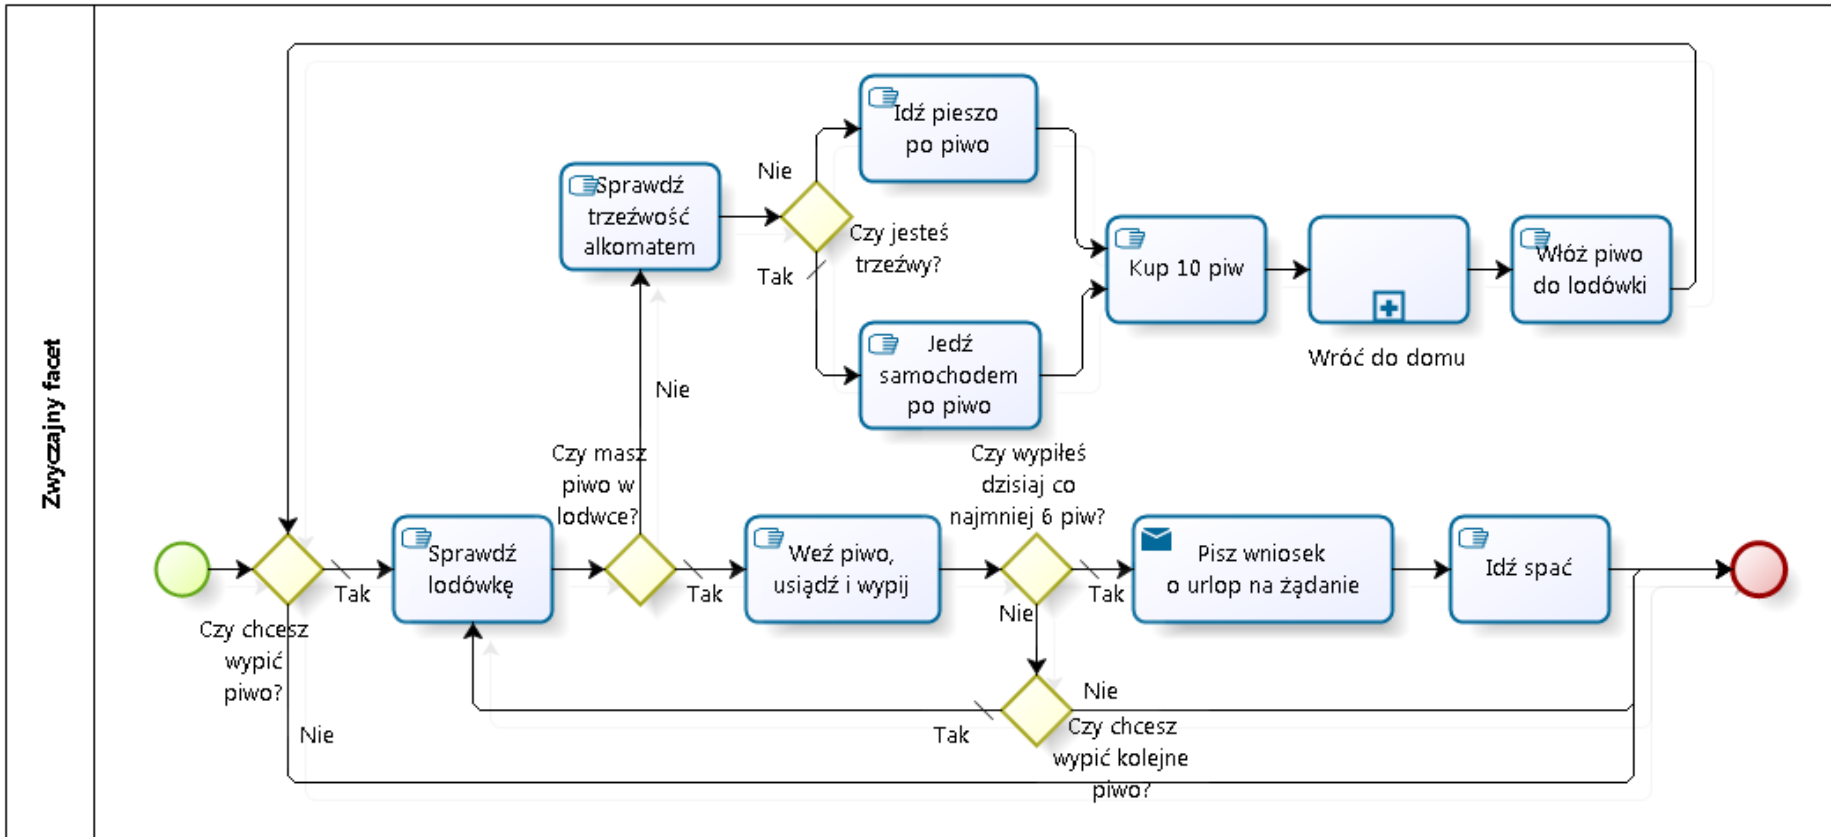 Zwyczajny facet
Idź pieszo
po piwo
Sprawdź
trzeźwość
alkomatem
Nie
Czy jesteś
trzeźwy?
Tak
Jedź
samochodem
po piwo
Kup 10 piw
Wróć do domu
Włóż piwo
do lodówki
Nie
Czy masz
piwo w
lodwce?
Czy wypiłeś
dzisiaj co
najmniej 6 piw?
Czy chcesz
wypić
piwo?
Tak
Nie
Sprawdź
lodówkę
Tak
Weź piwo,
usiądź i wypij
Tak
Nie
Pisz wniosek
o urlop na żądanie
Idź spać
Nie
Tak
Czy chcesz
wypić kolejne
piwo?